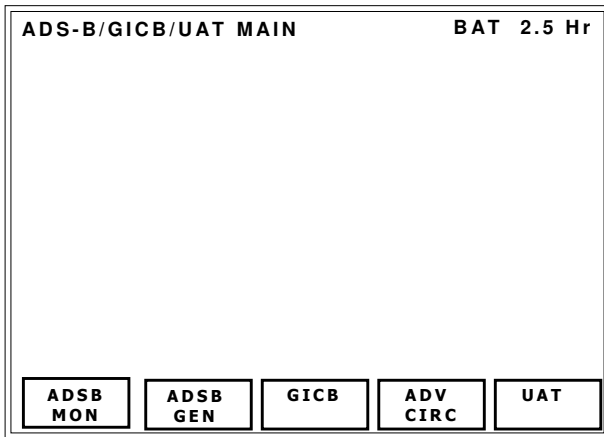 ADS-B/GICB/UAT MAIN BAT 2.5 Hr
ADSB
MON
ADSB
GEN
GICB
ADV
CIRC
UAT